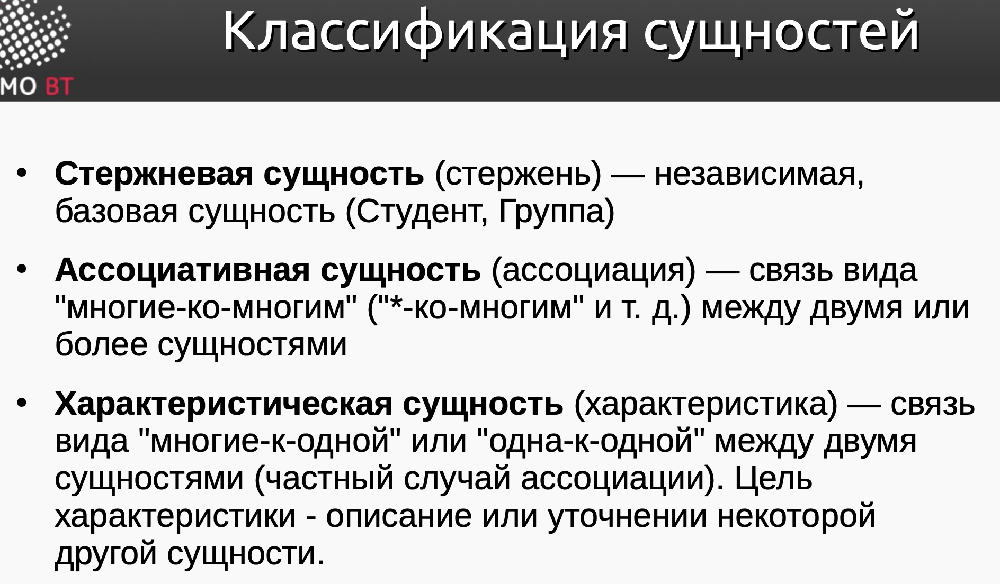 Классификация сущностей
МО ВТ
• Стержневая сущность (стержень) — независимая,
базовая сущность (Студент, Группа)
• Ассоциативная сущность (ассоциация) — связь вида
"многие-ко-многим" ("*-ко-многим" и т. д.) между двумя или
более сущностями
• Характеристическая сущность (характеристика) — связь
вида "многие-к-одной" или "одна-к-одной" между двумя
сущностями (частный случай ассоциации). Цель
характеристики - описание или уточнении некоторой
другой сущности.